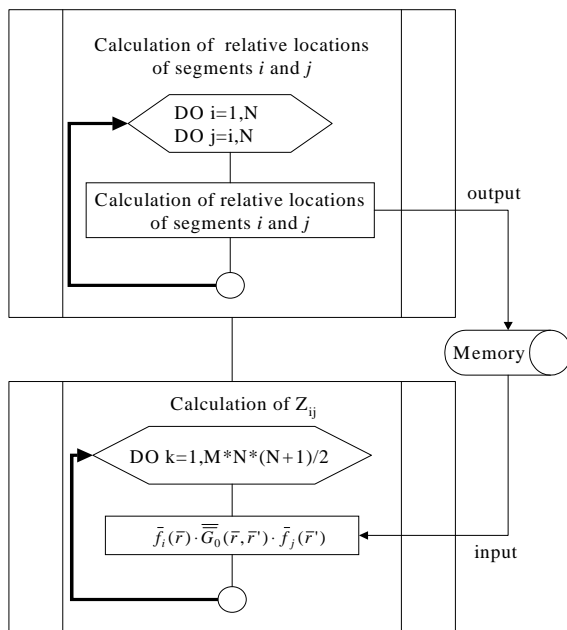 Calculation of relative locations
of segments i and j
DO i=1,N
DO j=i,N
Calculation of relative locations
of segments i and j
output
Memory
Calculation of Z_ij
DO k=1,M*N*(N+1)/2
f̄_i(r̄)·G̿_0(r̄,r̄')·f̄_j(r̄')
input